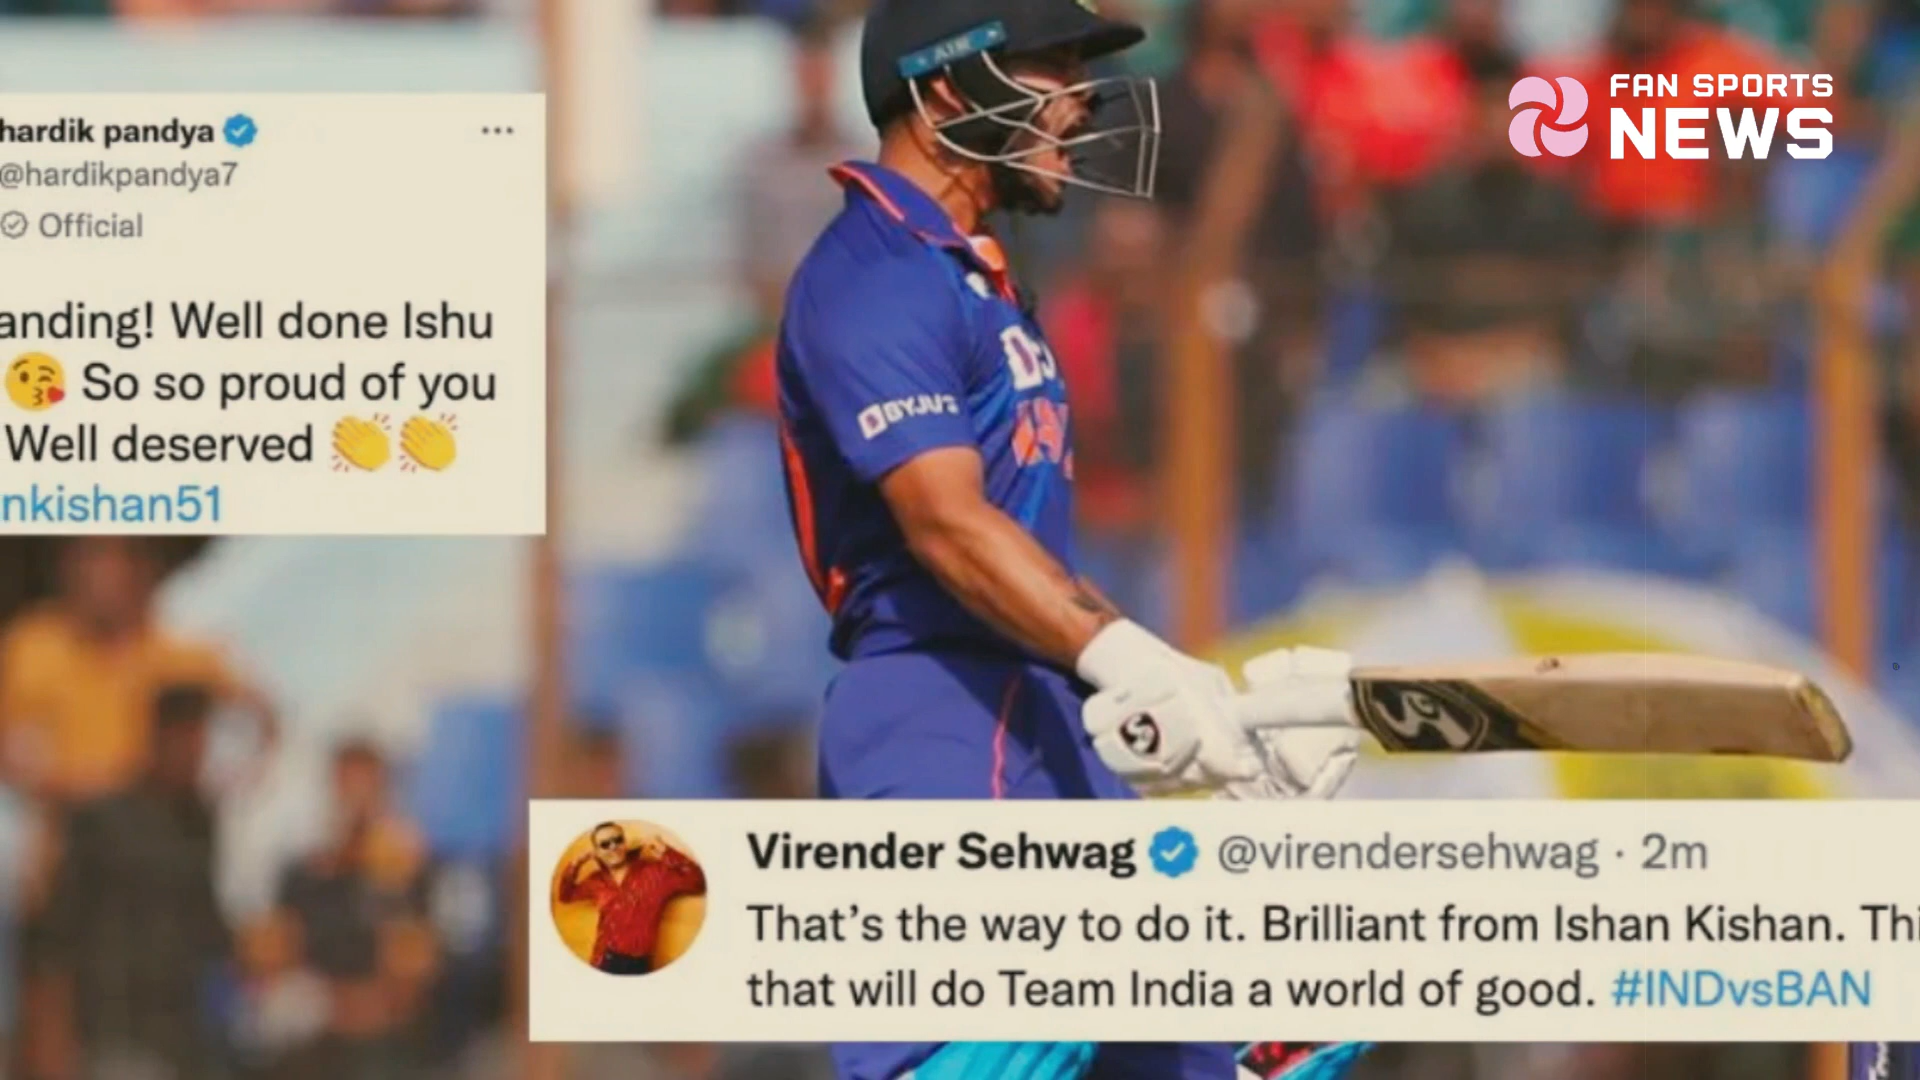 FAN SPORTS
NEWS
hardik pandya
@hardikpandya7
Official
anding! Well done Ishu
So so proud of you
Well deserved
nkishan51
BYJU'S
Virender Sehwag @virendersehwag · 2m
That's the way to do it. Brilliant from Ishan Kishan. Thi
that will do Team India a world of good. #INDvsBAN